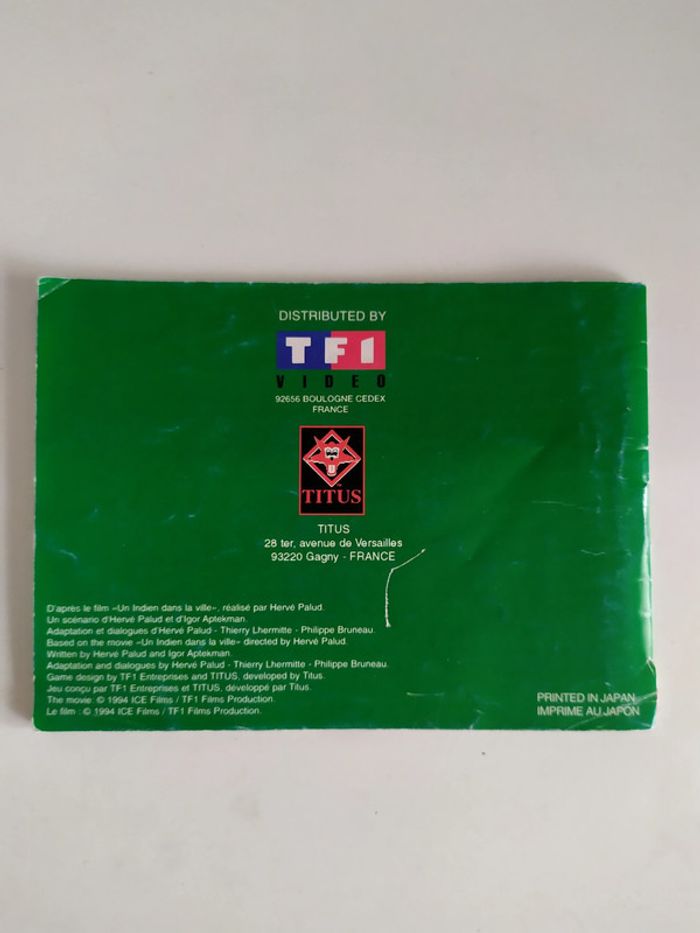 DISTRIBUTED BY
TF1
VIDEO
92656 BOULOGNE CEDEX
FRANCE
TITUS
TITUS
28 ter, avenue de Versailles
93220 Gagny - FRANCE
D'après le film «Un Indien dans la ville», réalisé par Hervé Palud.
Un scénario d'Hervé Palud et d'Igor Aptekman.
Adaptation et dialogues d'Hervé Palud - Thierry Lhermitte - Philippe Bruneau.
Based on the movie «Un Indien dans la ville» directed by Hervé Palud.
Written by Hervé Palud and Igor Aptekman.
Adaptation and dialogues by Hervé Palud - Thierry Lhermitte - Philippe Bruneau.
Game design by TF1 Entreprises and TITUS, developed by Titus.
Jeu conçu par TF1 Entreprises et TITUS, développé par Titus.
The movie: © 1994 ICE Films / TF1 Films Production.
Le film : © 1994 ICE Films / TF1 Films Production.
PRINTED IN JAPAN
IMPRIME AU JAPON